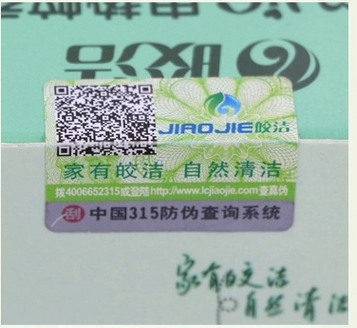 皎洁
JIAOJIE皎洁
家有皎洁 自然清洁
拨4006652315或登陆http://www.lcjiaojie.com查真伪
刮 中国315防伪查询系统
家有皎洁
自然清洁